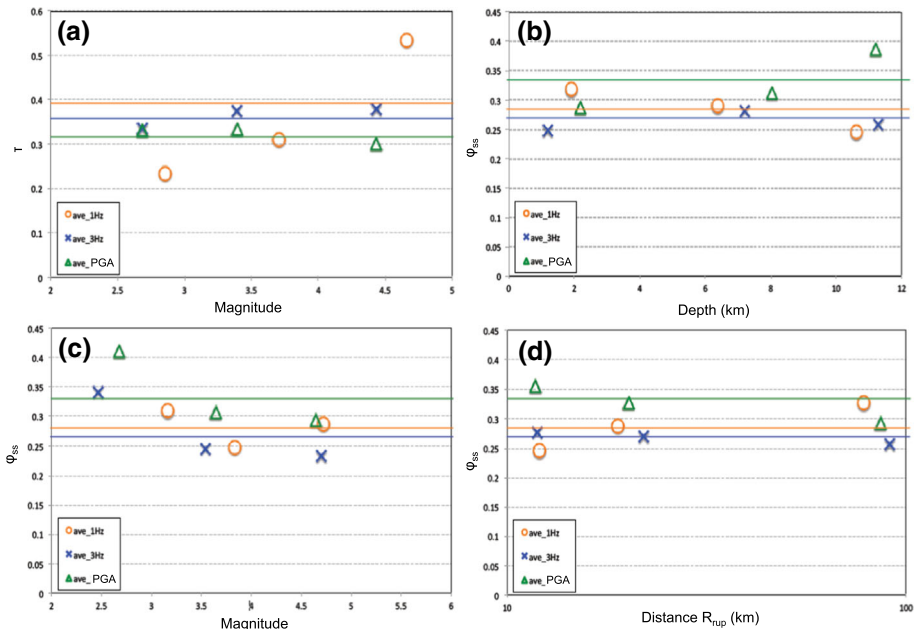 (a)
0.6
0.5
0.4
0.3
0.2
0.1
0
τ
ave_1Hz
ave_3Hz
ave_PGA
2 2.5 3 3.5 4 4.5 5
Magnitude
(b)
0.45
0.4
0.35
0.3
0.25
0.2
0.15
0.1
0.05
0
φss
ave_1Hz
ave_3Hz
ave_PGA
0 2 4 6 8 10 12
Depth (km)
(c)
0.45
0.4
0.35
0.3
0.25
0.2
0.15
0.1
0.05
0
φss
ave_1Hz
ave_3Hz
ave_PGA
2 2.5 3 3.5 4 4.5 5 5.5 6
Magnitude
(d)
0.45
0.4
0.35
0.3
0.25
0.2
0.15
0.1
0.05
0
φss
ave_1Hz
ave_3Hz
ave_PGA
10 100
Distance Rrup (km)